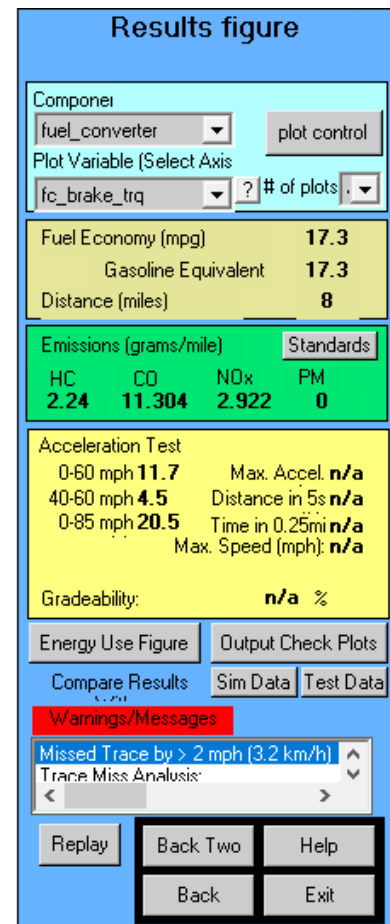 Results figure
Componei
fuel_converter
plot control
Plot Variable (Select Axis
fc_brake_trq ? # of plots
Fuel Economy (mpg) 17.3
Gasoline Equivalent 17.3
Distance (miles) 8
Emissions (grams/mile) Standards
HC CO NOx PM
2.24 11.304 2.922 0
Acceleration Test
0-60 mph 11.7 Max. Accel. n/a
40-60 mph 4.5 Distance in 5s n/a
0-85 mph 20.5 Time in 0.25mi n/a
Max. Speed (mph): n/a
Gradeability: n/a %
Energy Use Figure Output Check Plots
Compare Results Sim Data Test Data
Warnings/Messages
Missed Trace by > 2 mph (3.2 km/h)
Trace Miss Analysis:
Replay Back Two Help
Back Exit